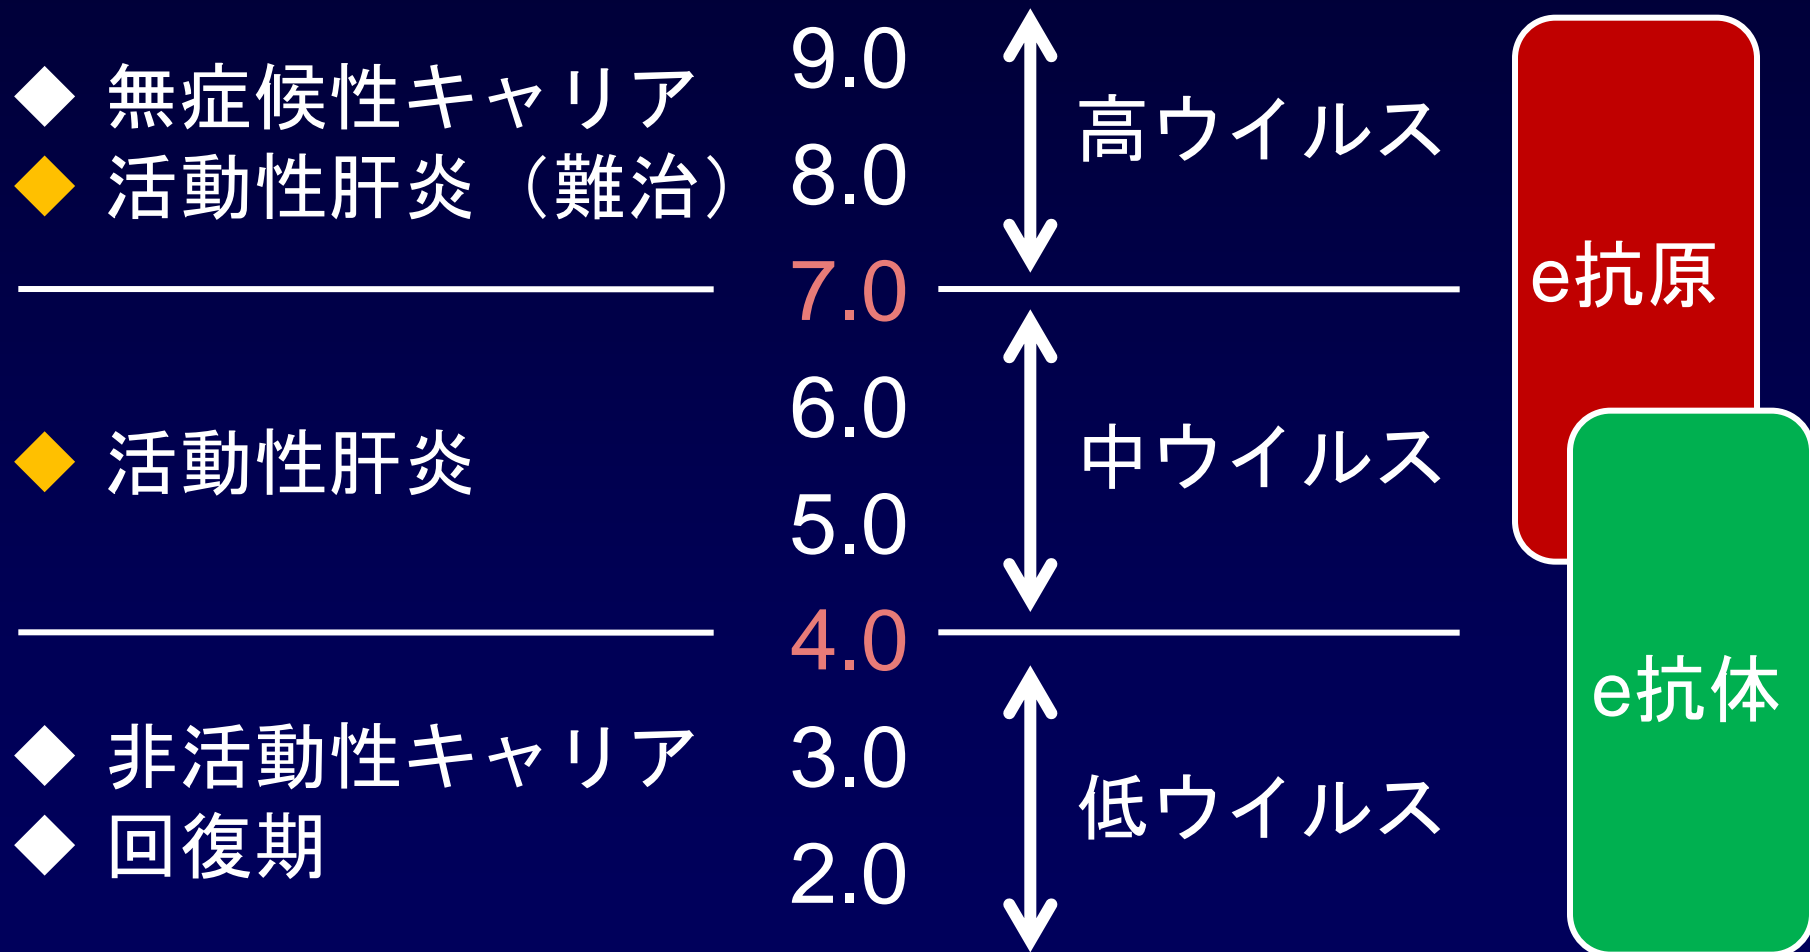 無症候性キャリア
活動性肝炎（難治）
活動性肝炎
非活動性キャリア
回復期
9.0
8.0
7.0
6.0
5.0
4.0
3.0
2.0
高ウイルス
中ウイルス
低ウイルス
e抗原
e抗体